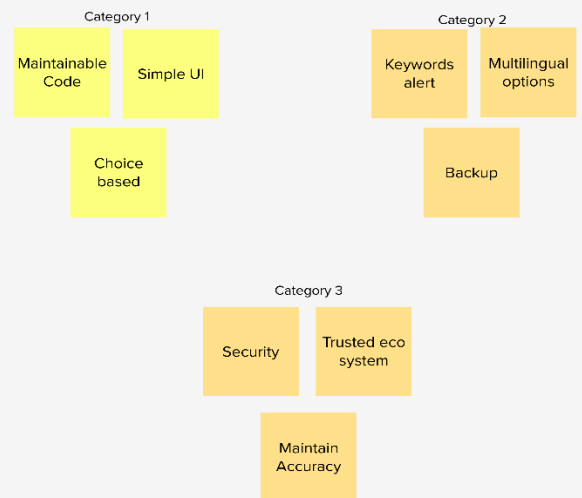 Category 1
Maintainable
Code
Simple UI
Choice
based
Category 2
Keywords
alert
Multilingual
options
Backup
Category 3
Security
Trusted eco
system
Maintain
Accuracy